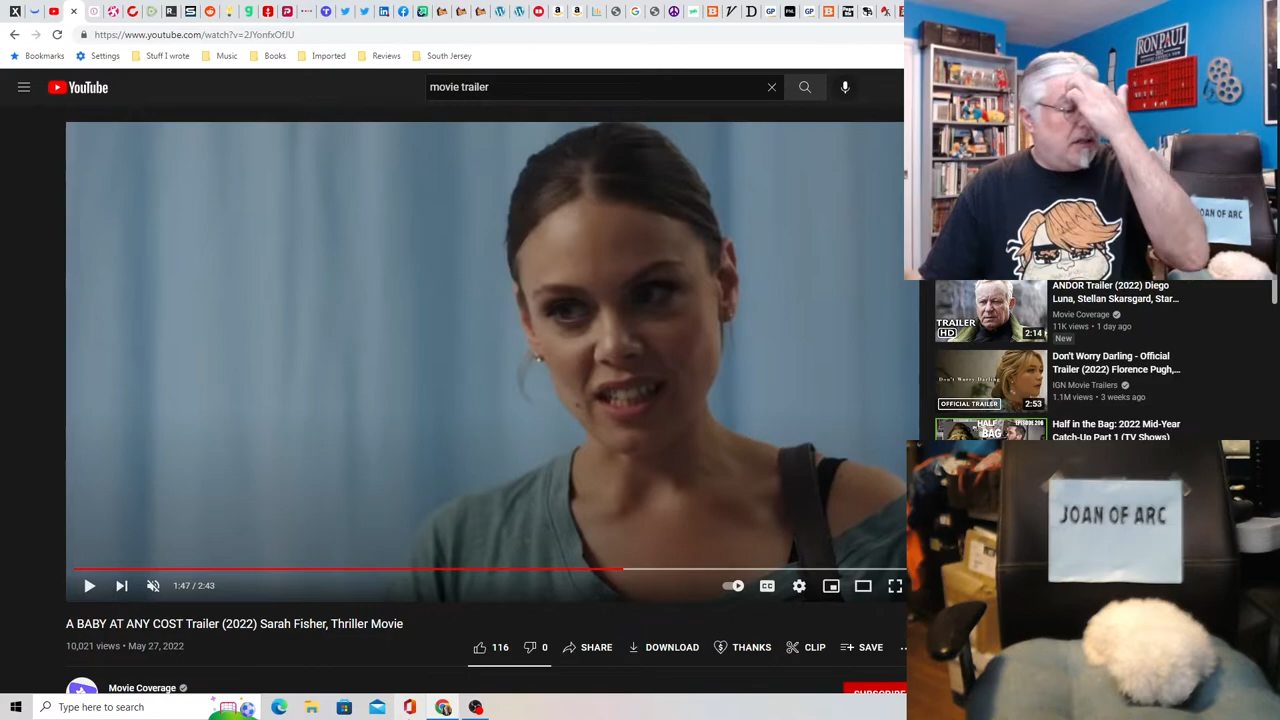 https://www.youtube.com/watch?v=2JYonfxOfJU
Bookmarks Settings Stuff I wrote Music Books Imported Reviews South Jersey
YouTube
movie trailer
RON PAUL
JOAN OF ARC
TRAILER
HD
2:14
ANDOR Trailer (2022) Diego
Luna, Stellan Skarsgard, Star...
Movie Coverage
11K views • 1 day ago
New
DON'T WORRY DARLING
OFFICIAL TRAILER
2:53
Don't Worry Darling - Official
Trailer (2022) Florence Pugh,...
IGN Movie Trailers
1.1M views • 3 weeks ago
HALF
BAG
EPISODE 206
Half in the Bag: 2022 Mid-Year
Catch-Up Part 1 (TV Shows)
JOAN OF ARC
1:47 / 2:43
CC
A BABY AT ANY COST Trailer (2022) Sarah Fisher, Thriller Movie
10,021 views • May 27, 2022
116 0 SHARE DOWNLOAD THANKS CLIP SAVE ...
Movie Coverage
Type here to search